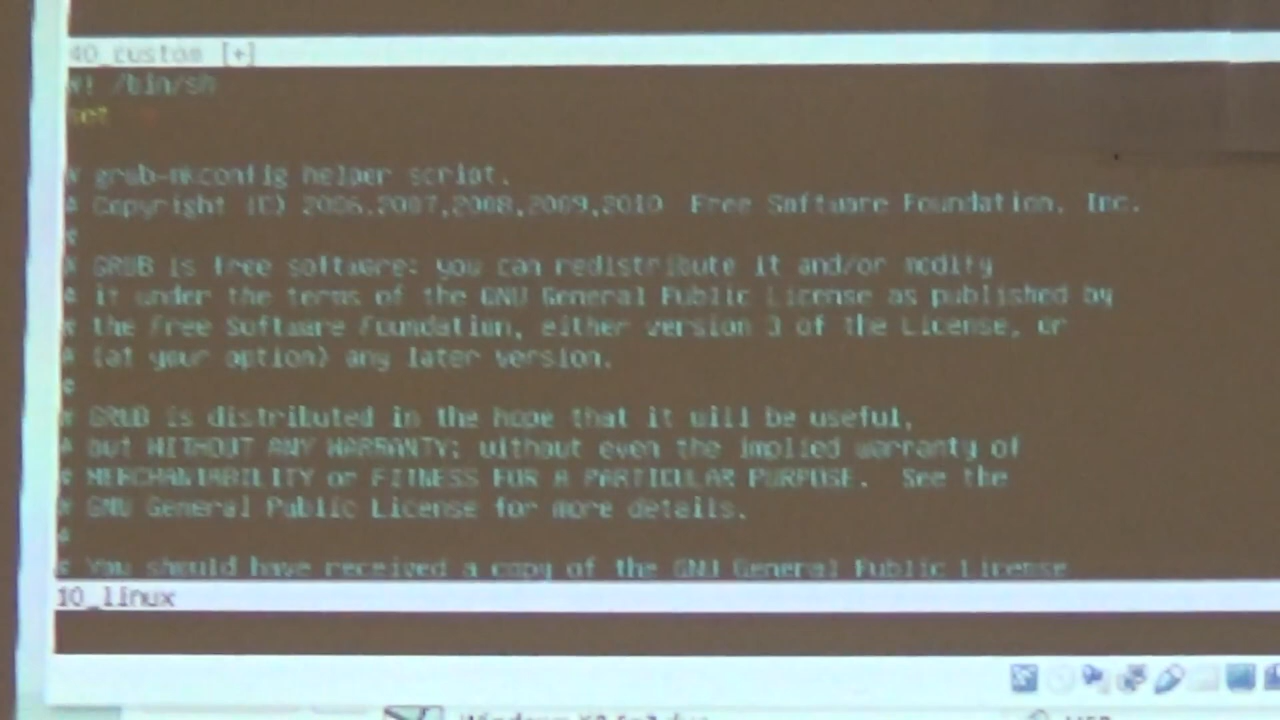 40_custom [+]
#! /bin/sh
set
# grub-mkconfig helper script.
# Copyright (C) 2006,2007,2008,2009,2010 Free Software Foundation, Inc.
#
# GRUB is free software: you can redistribute it and/or modify
# it under the terms of the GNU General Public License as published by
# the Free Software Foundation, either version 3 of the License, or
# (at your option) any later version.
#
# GRUB is distributed in the hope that it will be useful,
# but WITHOUT ANY WARRANTY; without even the implied warranty of
# MERCHANTABILITY or FITNESS FOR A PARTICULAR PURPOSE. See the
# GNU General Public License for more details.
#
# You should have received a copy of the GNU General Public License
10_linux